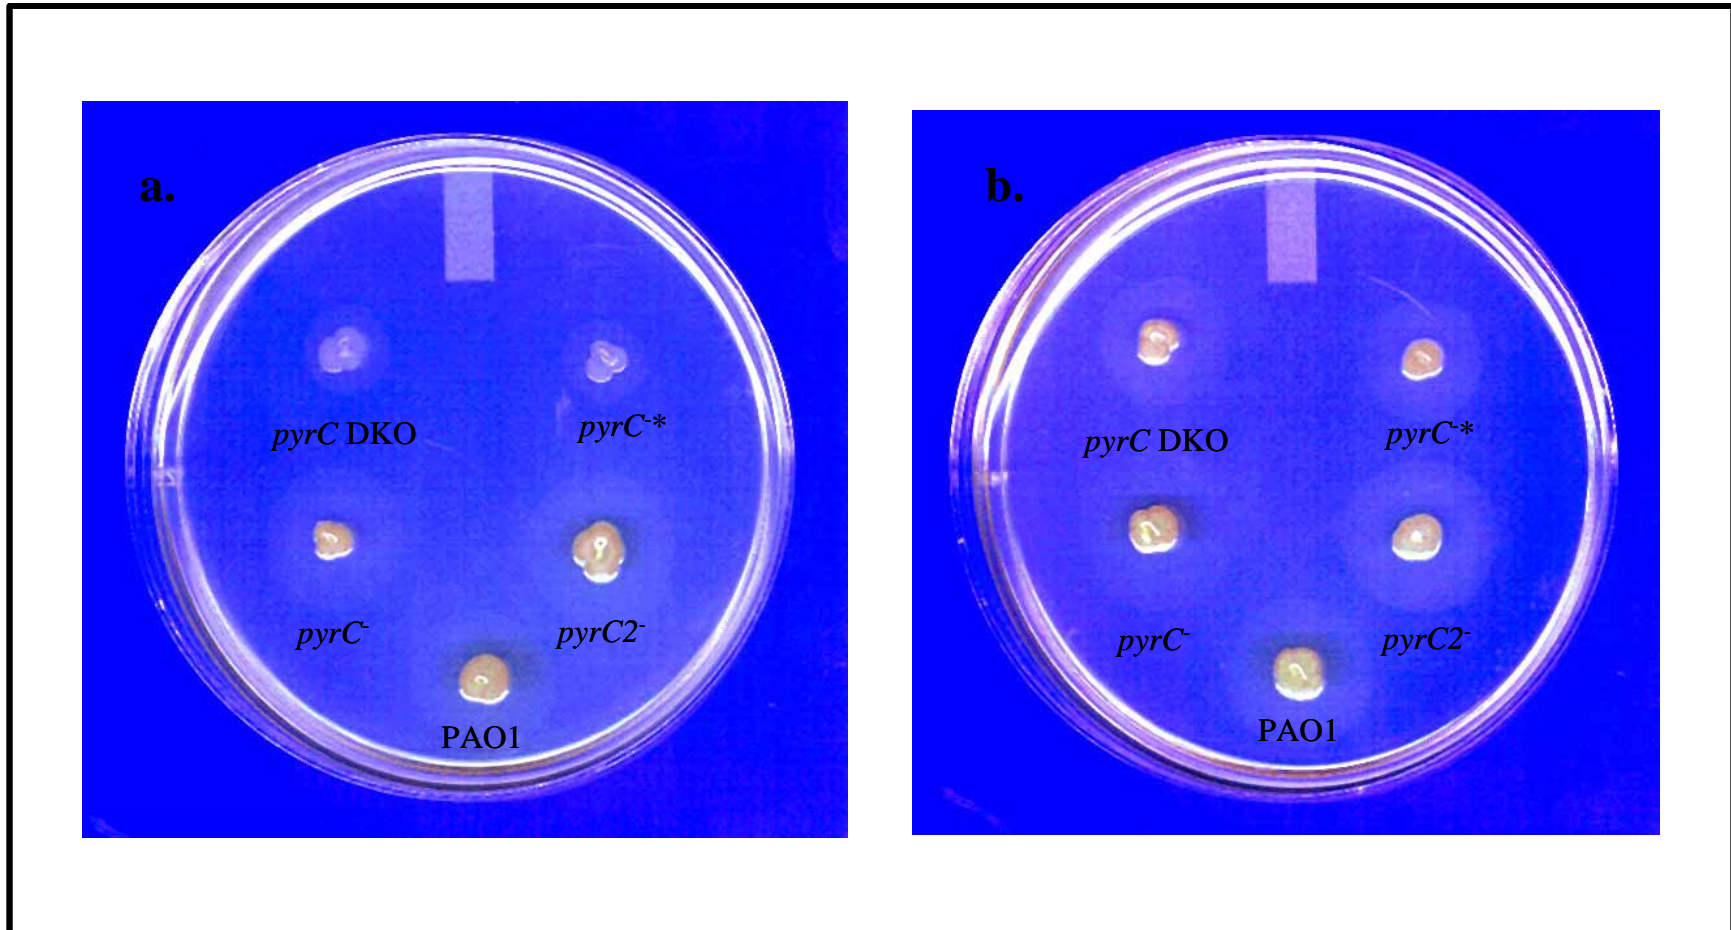 a.
pyrC DKO
pyrC-*
pyrC-
pyrC2-
PAO1
b.
pyrC DKO
pyrC-*
pyrC-
pyrC2-
PAO1